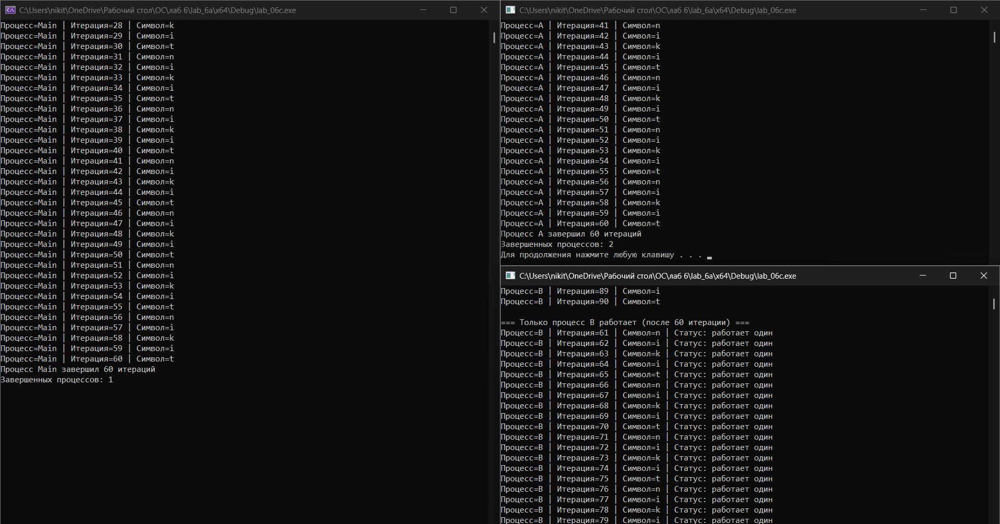 C:\Users\nikit\OneDrive\Рабочий стол\ОС\лаб 6\lab_6a\x64\Debug\lab_06c.exe
Процесс=Main | Итерация=28 | Символ=k
Процесс=Main | Итерация=29 | Символ=i
Процесс=Main | Итерация=30 | Символ=t
Процесс=Main | Итерация=31 | Символ=n
Процесс=Main | Итерация=32 | Символ=i
Процесс=Main | Итерация=33 | Символ=k
Процесс=Main | Итерация=34 | Символ=i
Процесс=Main | Итерация=35 | Символ=t
Процесс=Main | Итерация=36 | Символ=n
Процесс=Main | Итерация=37 | Символ=i
Процесс=Main | Итерация=38 | Символ=k
Процесс=Main | Итерация=39 | Символ=i
Процесс=Main | Итерация=40 | Символ=t
Процесс=Main | Итерация=41 | Символ=n
Процесс=Main | Итерация=42 | Символ=i
Процесс=Main | Итерация=43 | Символ=k
Процесс=Main | Итерация=44 | Символ=i
Процесс=Main | Итерация=45 | Символ=t
Процесс=Main | Итерация=46 | Символ=n
Процесс=Main | Итерация=47 | Символ=i
Процесс=Main | Итерация=48 | Символ=k
Процесс=Main | Итерация=49 | Символ=i
Процесс=Main | Итерация=50 | Символ=t
Процесс=Main | Итерация=51 | Символ=n
Процесс=Main | Итерация=52 | Символ=i
Процесс=Main | Итерация=53 | Символ=k
Процесс=Main | Итерация=54 | Символ=i
Процесс=Main | Итерация=55 | Символ=t
Процесс=Main | Итерация=56 | Символ=n
Процесс=Main | Итерация=57 | Символ=i
Процесс=Main | Итерация=58 | Символ=k
Процесс=Main | Итерация=59 | Символ=i
Процесс=Main | Итерация=60 | Символ=t
Процесс Main завершил 60 итераций
Завершенных процессов: 1
C:\Users\nikit\OneDrive\Рабочий стол\ОС\лаб 6\lab_6a\x64\Debug\lab_06c.exe
Процесс=A | Итерация=41 | Символ=n
Процесс=A | Итерация=42 | Символ=i
Процесс=A | Итерация=43 | Символ=k
Процесс=A | Итерация=44 | Символ=i
Процесс=A | Итерация=45 | Символ=t
Процесс=A | Итерация=46 | Символ=n
Процесс=A | Итерация=47 | Символ=i
Процесс=A | Итерация=48 | Символ=k
Процесс=A | Итерация=49 | Символ=i
Процесс=A | Итерация=50 | Символ=t
Процесс=A | Итерация=51 | Символ=n
Процесс=A | Итерация=52 | Символ=i
Процесс=A | Итерация=53 | Символ=k
Процесс=A | Итерация=54 | Символ=i
Процесс=A | Итерация=55 | Символ=t
Процесс=A | Итерация=56 | Символ=n
Процесс=A | Итерация=57 | Символ=i
Процесс=A | Итерация=58 | Символ=k
Процесс=A | Итерация=59 | Символ=i
Процесс=A | Итерация=60 | Символ=t
Процесс A завершил 60 итераций
Завершенных процессов: 2
Для продолжения нажмите любую клавишу . . .
C:\Users\nikit\OneDrive\Рабочий стол\ОС\лаб 6\lab_6a\x64\Debug\lab_06c.exe
Процесс=B | Итерация=89 | Символ=i
Процесс=B | Итерация=90 | Символ=t
=== Только процесс B работает (после 60 итерации) ===
Процесс=B | Итерация=61 | Символ=n | Статус: работает один
Процесс=B | Итерация=62 | Символ=i | Статус: работает один
Процесс=B | Итерация=63 | Символ=k | Статус: работает один
Процесс=B | Итерация=64 | Символ=i | Статус: работает один
Процесс=B | Итерация=65 | Символ=t | Статус: работает один
Процесс=B | Итерация=66 | Символ=n | Статус: работает один
Процесс=B | Итерация=67 | Символ=i | Статус: работает один
Процесс=B | Итерация=68 | Символ=k | Статус: работает один
Процесс=B | Итерация=69 | Символ=i | Статус: работает один
Процесс=B | Итерация=70 | Символ=t | Статус: работает один
Процесс=B | Итерация=71 | Символ=n | Статус: работает один
Процесс=B | Итерация=72 | Символ=i | Статус: работает один
Процесс=B | Итерация=73 | Символ=k | Статус: работает один
Процесс=B | Итерация=74 | Символ=i | Статус: работает один
Процесс=B | Итерация=75 | Символ=t | Статус: работает один
Процесс=B | Итерация=76 | Символ=n | Статус: работает один
Процесс=B | Итерация=77 | Символ=i | Статус: работает один
Процесс=B | Итерация=78 | Символ=k | Статус: работает один
Процесс=B | Итерация=79 | Символ=i | Статус: работает один